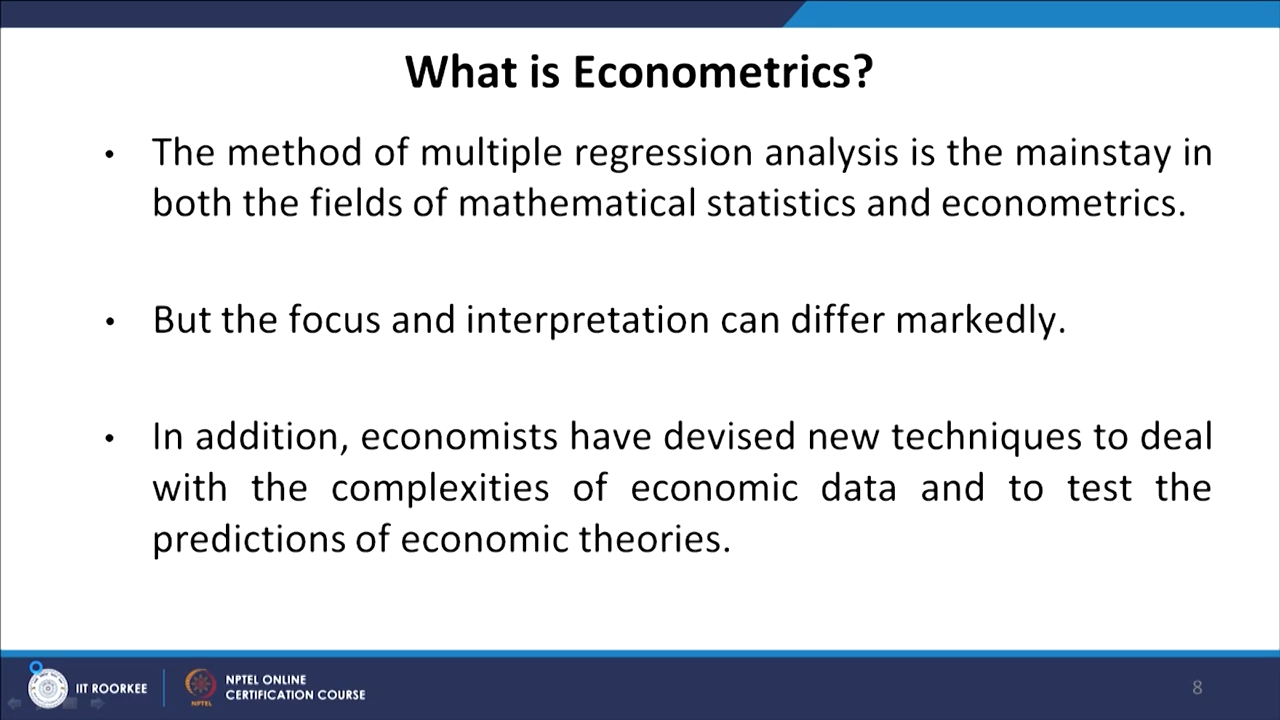 What is Econometrics?
• The method of multiple regression analysis is the mainstay in
both the fields of mathematical statistics and econometrics.
• But the focus and interpretation can differ markedly.
• In addition, economists have devised new techniques to deal
with the complexities of economic data and to test the
predictions of economic theories.
IIT ROORKEE
NPTEL
NPTEL ONLINE
CERTIFICATION COURSE
8